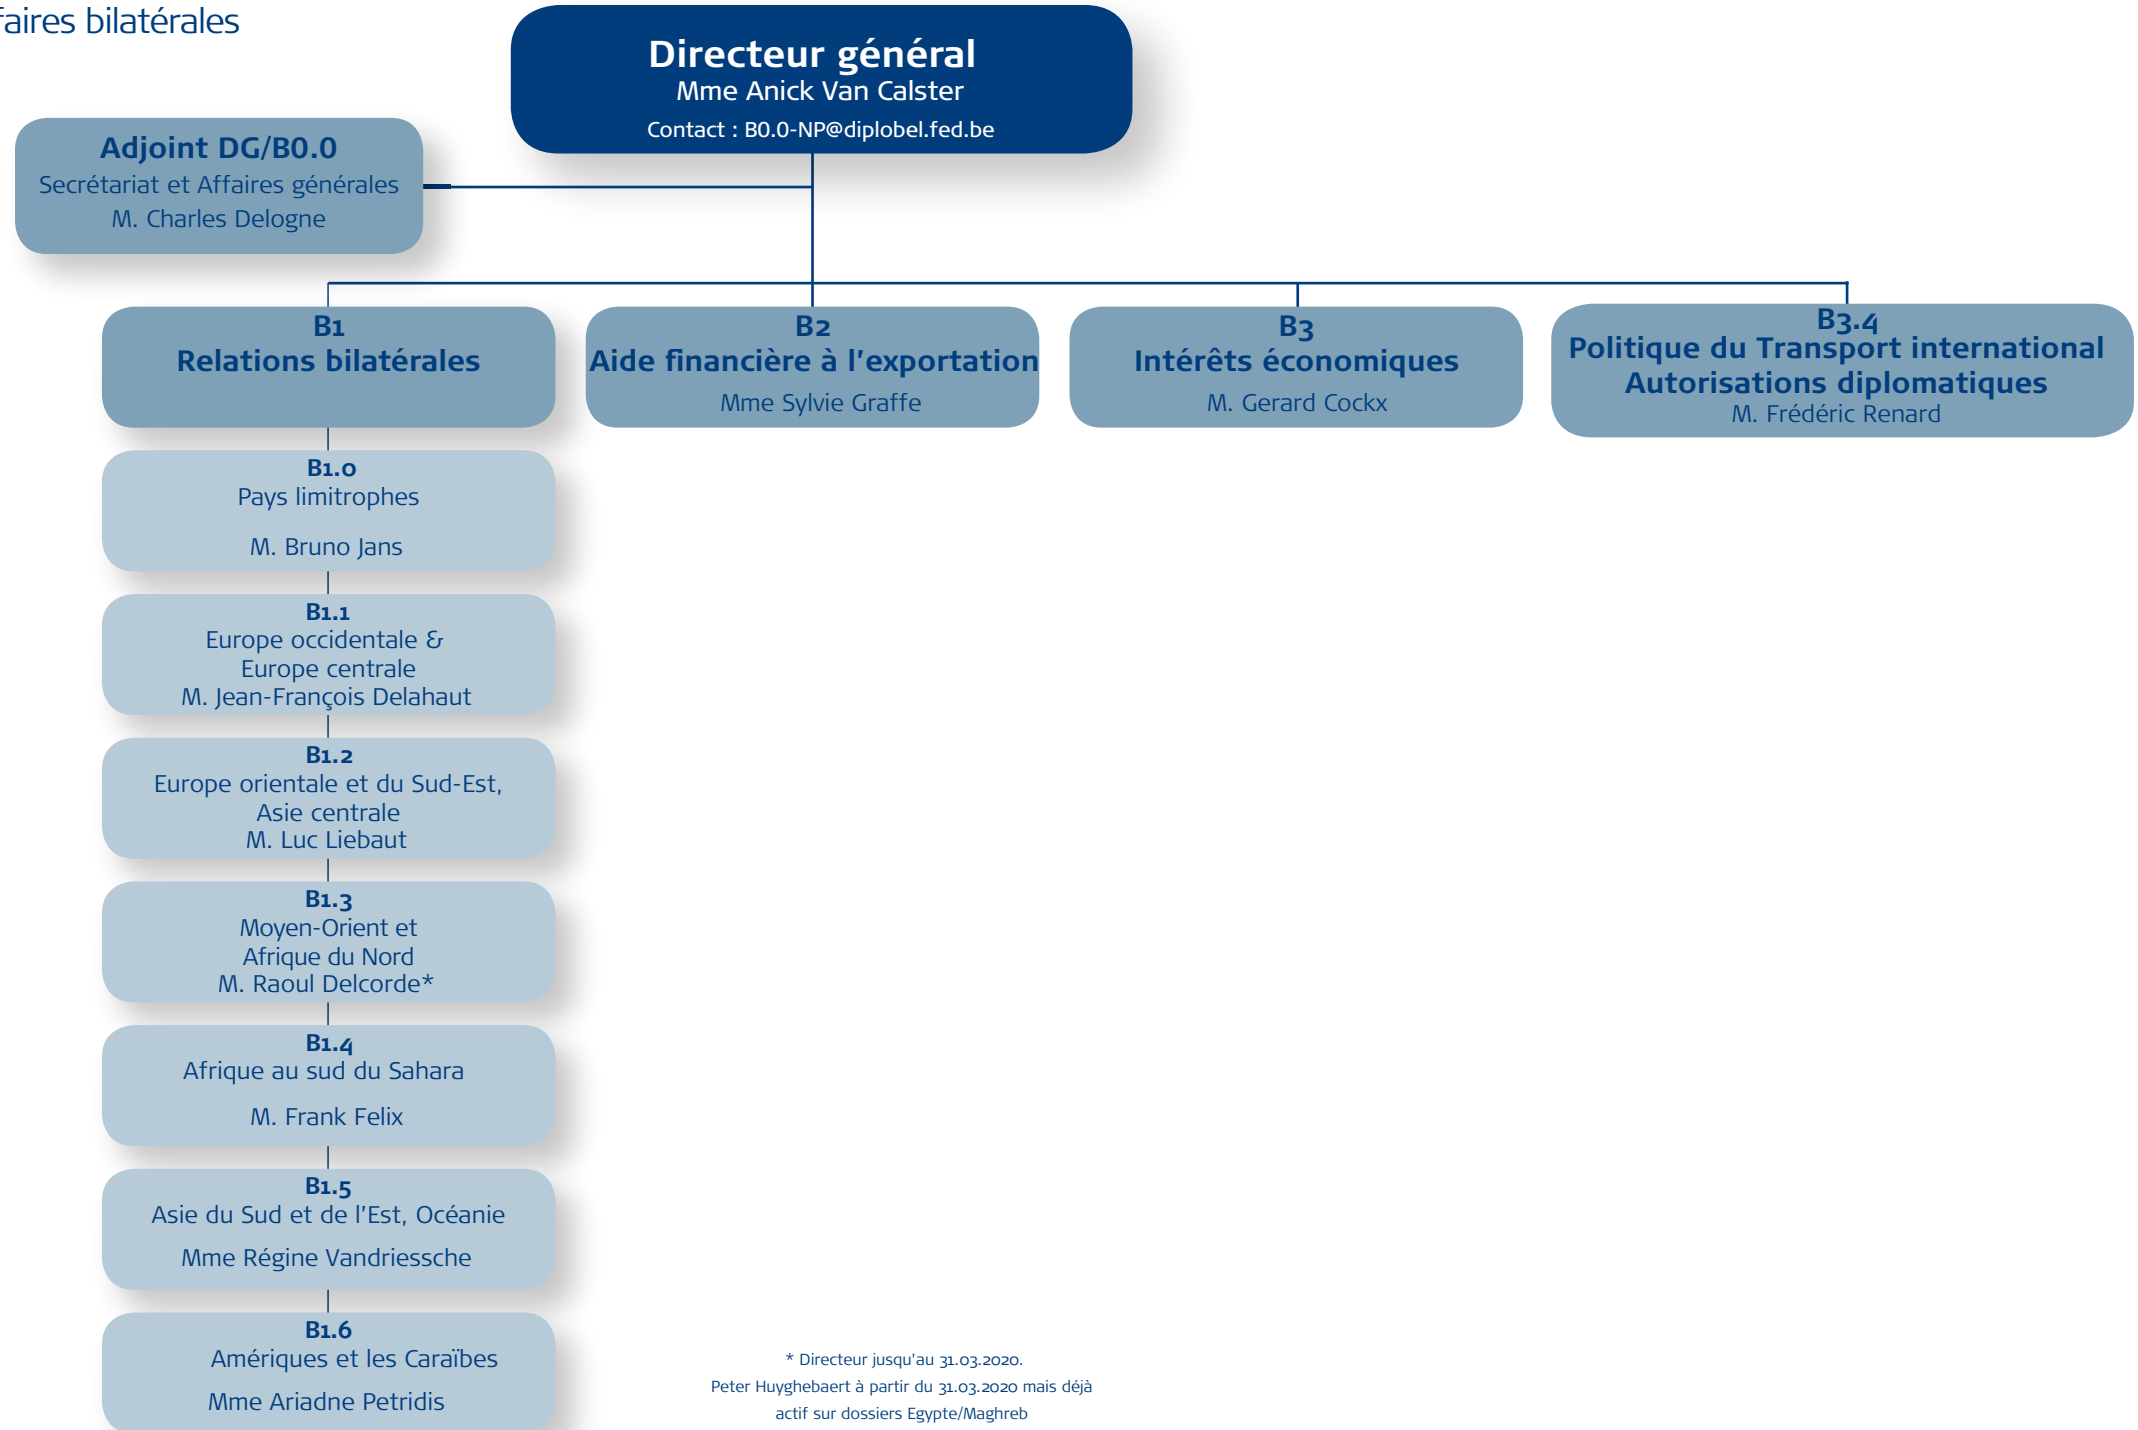 faires bilatérales
Directeur général
Mme Anick Van Calster
Contact : B0.0-NP@diplobel.fed.be
Adjoint DG/B0.0
Secrétariat et Affaires générales
M. Charles Delogne
B1
Relations bilatérales
B2
Aide financière à l'exportation
Mme Sylvie Graffe
B3
Intérêts économiques
M. Gerard Cockx
B3.4
Politique du Transport international
Autorisations diplomatiques
M. Frédéric Renard
B1.0
Pays limitrophes
M. Bruno Jans
B1.1
Europe occidentale &
Europe centrale
M. Jean-François Delahaut
B1.2
Europe orientale et du Sud-Est,
Asie centrale
M. Luc Liebaut
B1.3
Moyen-Orient et
Afrique du Nord
M. Raoul Delcorde*
B1.4
Afrique au sud du Sahara
M. Frank Felix
B1.5
Asie du Sud et de l'Est, Océanie
Mme Régine Vandriessche
B1.6
Amériques et les Caraïbes
Mme Ariadne Petridis
* Directeur jusqu'au 31.03.2020.
Peter Huyghebaert à partir du 31.03.2020 mais déjà
actif sur dossiers Egypte/Maghreb